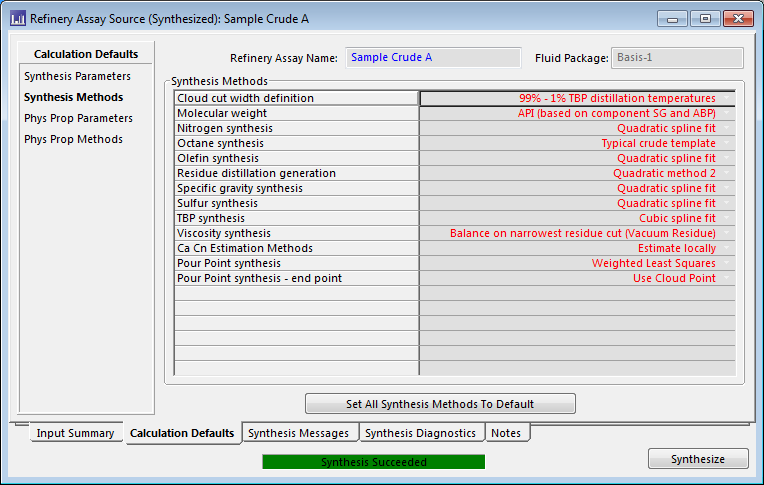 Refinery Assay Source (Synthesized): Sample Crude A
Calculation Defaults
Synthesis Parameters
Synthesis Methods
Phys Prop Parameters
Phys Prop Methods
Refinery Assay Name: Sample Crude A Fluid Package: Basis-1
Synthesis Methods
Cloud cut width definition 99% - 1% TBP distillation temperatures
Molecular weight API (based on component SG and ABP)
Nitrogen synthesis Quadratic spline fit
Octane synthesis Typical crude template
Olefin synthesis Quadratic spline fit
Residue distillation generation Quadratic method 2
Specific gravity synthesis Quadratic spline fit
Sulfur synthesis Quadratic spline fit
TBP synthesis Cubic spline fit
Viscosity synthesis Balance on narrowest residue cut (Vacuum Residue)
Ca Cn Estimation Methods Estimate locally
Pour Point synthesis Weighted Least Squares
Pour Point synthesis - end point Use Cloud Point
Set All Synthesis Methods To Default
Input Summary Calculation Defaults Synthesis Messages Synthesis Diagnostics Notes
Synthesis Succeeded Synthesize